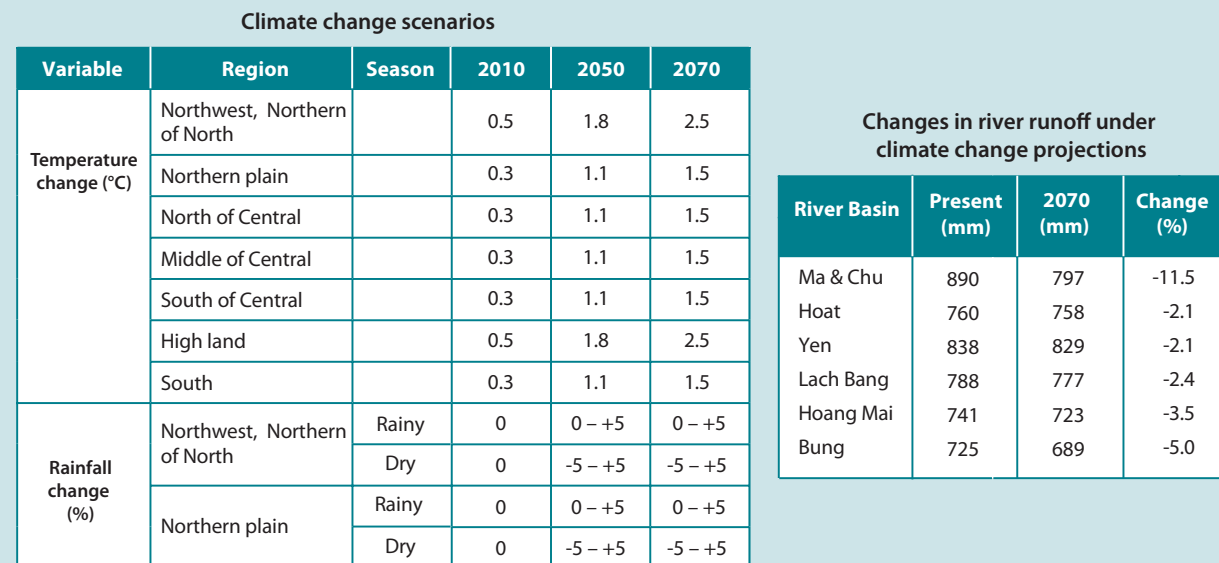 Climate change scenarios
Variable Region Season 2010 2050 2070
Temperature change (°C)
Northwest, Northern of North 0.5 1.8 2.5
Northern plain 0.3 1.1 1.5
North of Central 0.3 1.1 1.5
Middle of Central 0.3 1.1 1.5
South of Central 0.3 1.1 1.5
High land 0.5 1.8 2.5
South 0.3 1.1 1.5
Rainfall change (%)
Northwest, Northern of North
Rainy 0 0 – +5 0 – +5
Dry 0 -5 – +5 -5 – +5
Northern plain
Rainy 0 0 – +5 0 – +5
Dry 0 -5 – +5 -5 – +5
Changes in river runoff under
climate change projections
River Basin Present (mm) 2070 (mm) Change (%)
Ma & Chu 890 797 -11.5
Hoat 760 758 -2.1
Yen 838 829 -2.1
Lach Bang 788 777 -2.4
Hoang Mai 741 723 -3.5
Bung 725 689 -5.0